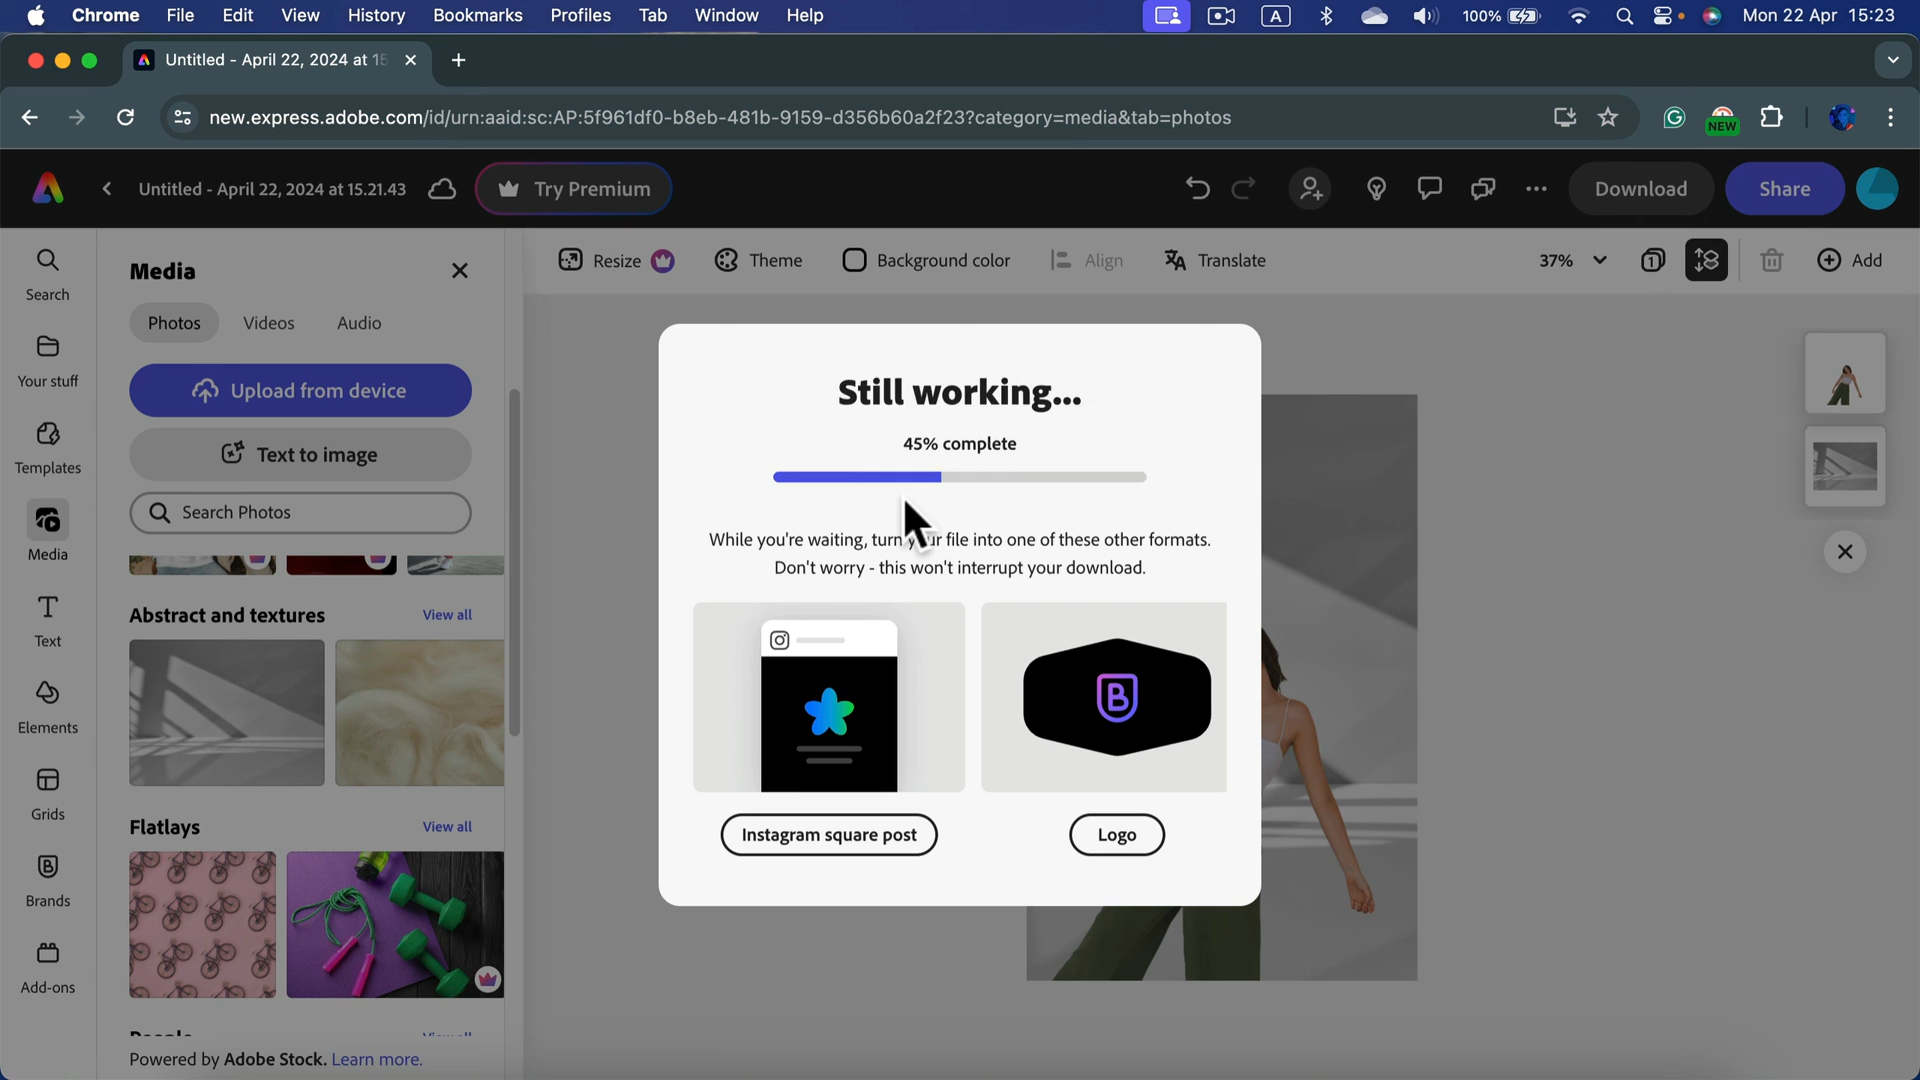 Chrome File Edit View History Bookmarks Profiles Tab Window Help A 100% Mon 22 Apr 15:23
Untitled - April 22, 2024 at 15
new.express.adobe.com/id/urn:aaid:sc:AP:5f961df0-b8eb-481b-9159-d356b60a2f23?category=media&tab=photos
NEW
Untitled - April 22, 2024 at 15.21.43
Try Premium
Download
Share
Search
Your stuff
Templates
Media
Text
Elements
Grids
Brands
Add-ons
Media
Photos Videos Audio
Upload from device
Text to image
Search Photos
Abstract and textures View all
Flatlays View all
Powered by Adobe Stock. Learn more.
Resize Theme Background color Align Translate
37% 1 Add
Still working...
45% complete
While you're waiting, turn file into one of these other formats.
Don't worry - this won't interrupt your download.
B
Instagram square post
Logo